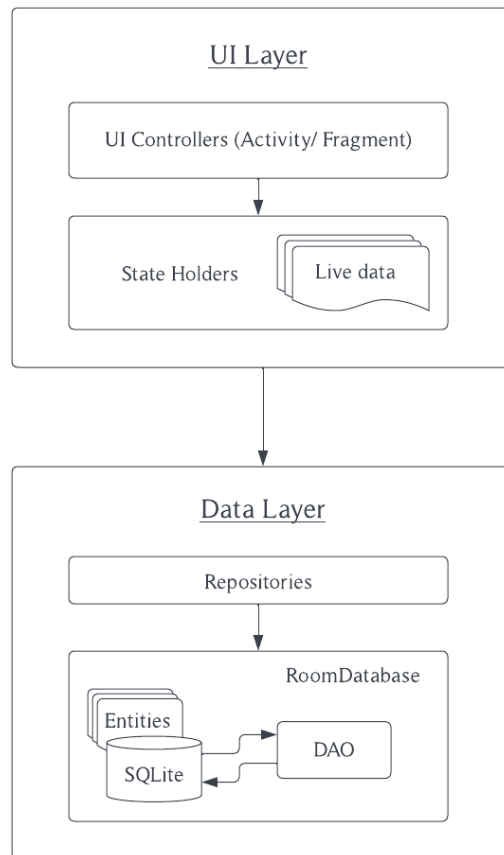 UI Layer
UI Controllers (Activity/ Fragment)
State Holders
Live data
Data Layer
Repositories
RoomDatabase
Entities
SQLite
DAO